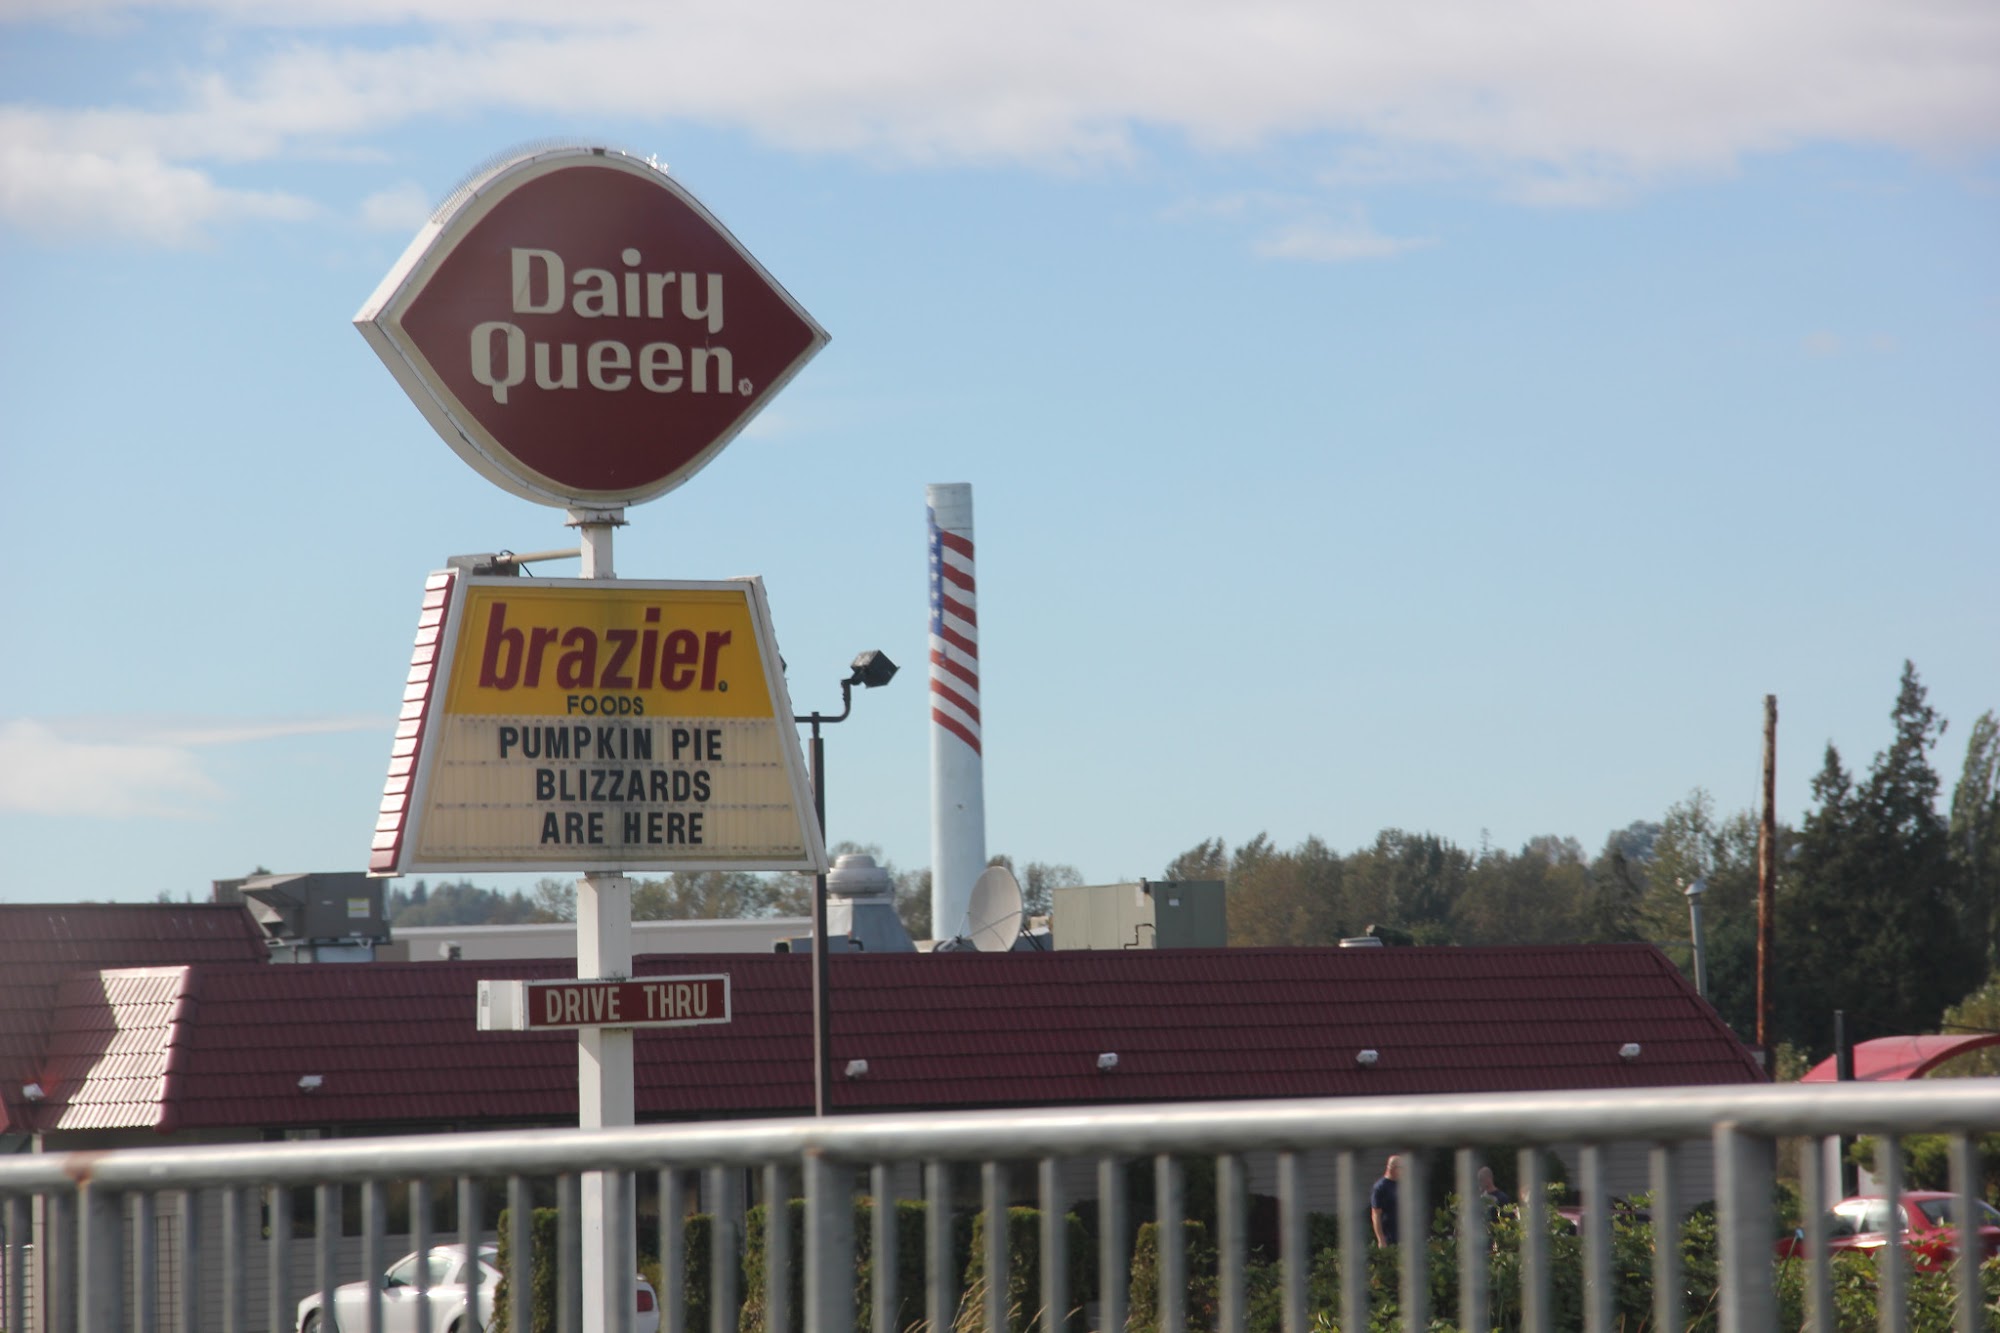 Dairy
Queen®
brazier®
FOODS
PUMPKIN PIE
BLIZZARDS
ARE HERE
DRIVE THRU